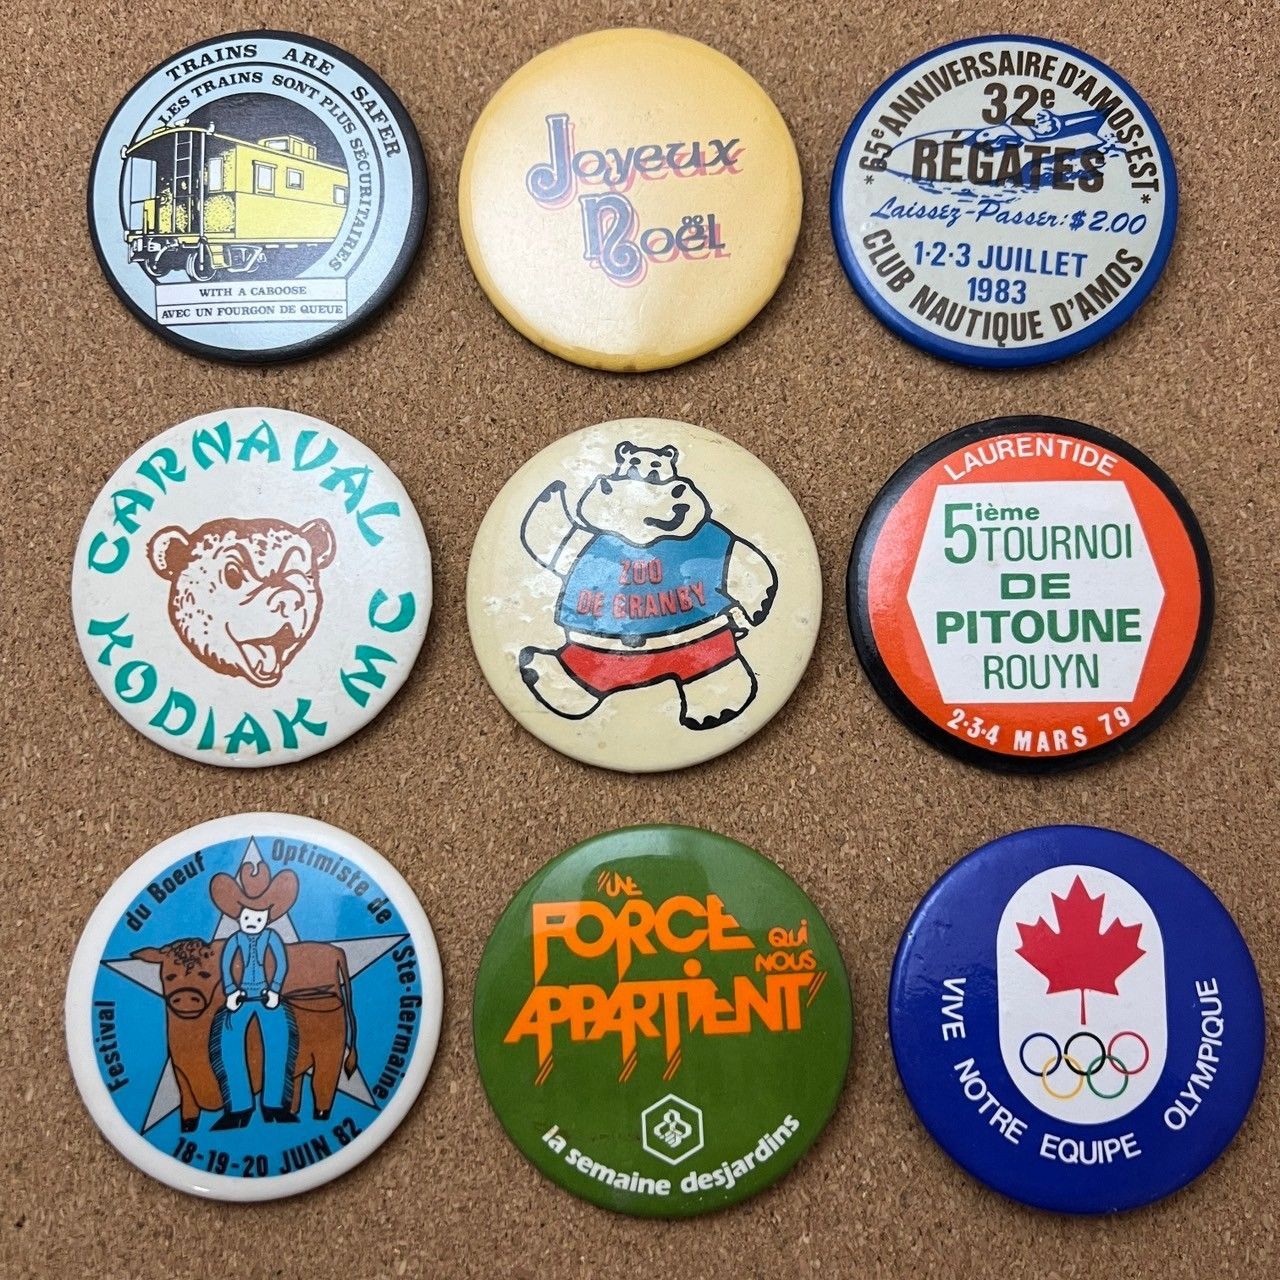 TRAINS ARE SAFER
LES TRAINS SONT PLUS SÉCURITAIRES
WITH A CABOOSE
AVEC UN FOURGON DE QUEUE
Joyeux
Noël
*65e ANNIVERSAIRE D'AMOS-EST*
32e
RÉGATES
Laissez-Passer: $2.00
1·2·3 JUILLET
1983
CLUB NAUTIQUE D'AMOS
CARNAVAL
KODIAK MC
ZOO
DE GRANBY
LAURENTIDE
5ième TOURNOI
DE
PITOUNE
ROUYN
2·3·4 MARS 79
Festival du Boeuf Optimiste de Ste-Germaine
18-19-20 JUIN 82
"UNE
FORCE
QUI
NOUS
APPARTIENT"
la semaine desjardins
VIVE NOTRE EQUIPE OLYMPIQUE